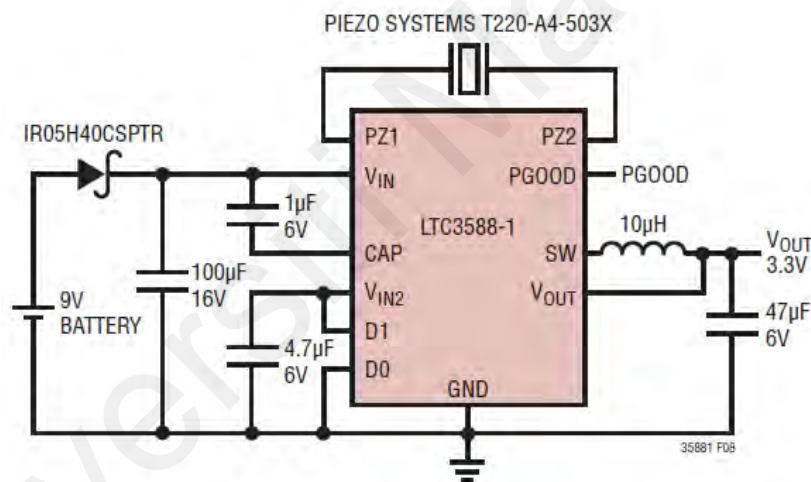 PIEZO SYSTEMS T220-A4-503X
IR05H40CSPTR
PZ1
PZ2
VIN
PGOOD
PGOOD
1µF
6V
LTC3588-1
10µH
CAP
SW
VOUT
3.3V
100µF
16V
9V
BATTERY
VIN2
VOUT
47µF
6V
4.7µF
6V
D1
D0
GND
35881 F08